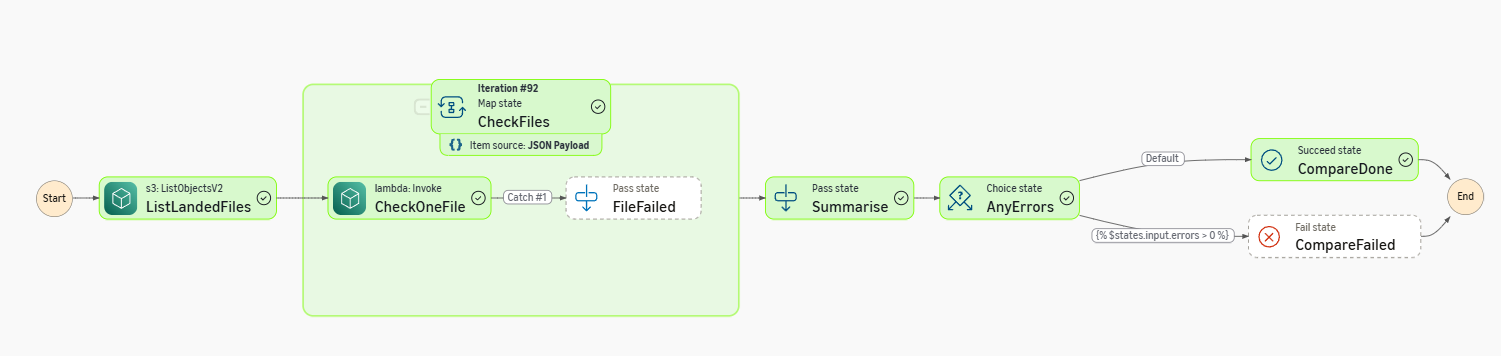 Start
s3: ListObjectsV2
ListLandedFiles
Iteration #92
Map state
CheckFiles
Item source: JSON Payload
lambda: Invoke
CheckOneFile
Catch #1
Pass state
FileFailed
Pass state
Summarise
Choice state
AnyErrors
Default
{% $states.input.errors > 0 %}
Succeed state
CompareDone
Fail state
CompareFailed
End